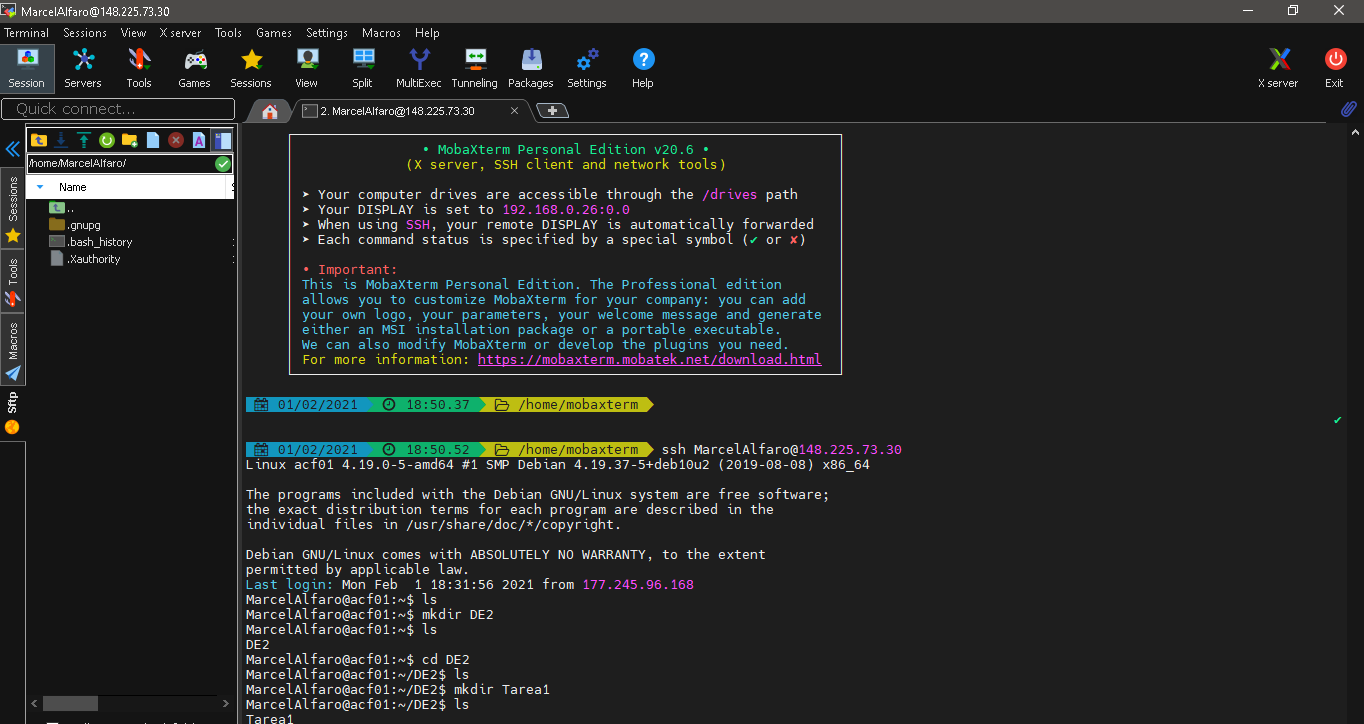 MarcelAlfaro@148.225.73.30
Terminal Sessions View X server Tools Games Settings Macros Help
Session Servers Tools Games Sessions View Split MultiExec Tunneling Packages Settings Help X server Exit
Quick connect...
2. MarcelAlfaro@148.225.73.30
/home/MarcelAlfaro/
Name
..
.gnupg
.bash_history
.Xauthority
Sessions
Tools
Macros
Sftp
• MobaXterm Personal Edition v20.6 •
(X server, SSH client and network tools)
➤ Your computer drives are accessible through the /drives path
➤ Your DISPLAY is set to 192.168.0.26:0.0
➤ When using SSH, your remote DISPLAY is automatically forwarded
➤ Each command status is specified by a special symbol (✔ or ✘)
• Important:
This is MobaXterm Personal Edition. The Professional edition
allows you to customize MobaXterm for your company: you can add
your own logo, your parameters, your welcome message and generate
either an MSI installation package or a portable executable.
We can also modify MobaXterm or develop the plugins you need.
For more information: https://mobaxterm.mobatek.net/download.html
01/02/2021 18:50.37 /home/mobaxterm
01/02/2021 18:50.52 /home/mobaxterm ssh MarcelAlfaro@148.225.73.30
Linux acf01 4.19.0-5-amd64 #1 SMP Debian 4.19.37-5+deb10u2 (2019-08-08) x86_64
The programs included with the Debian GNU/Linux system are free software;
the exact distribution terms for each program are described in the
individual files in /usr/share/doc/*/copyright.
Debian GNU/Linux comes with ABSOLUTELY NO WARRANTY, to the extent
permitted by applicable law.
Last login: Mon Feb  1 18:31:56 2021 from 177.245.96.168
MarcelAlfaro@acf01:~$ ls
MarcelAlfaro@acf01:~$ mkdir DE2
MarcelAlfaro@acf01:~$ ls
DE2
MarcelAlfaro@acf01:~$ cd DE2
MarcelAlfaro@acf01:~/DE2$ ls
MarcelAlfaro@acf01:~/DE2$ mkdir Tarea1
MarcelAlfaro@acf01:~/DE2$ ls
Tarea1